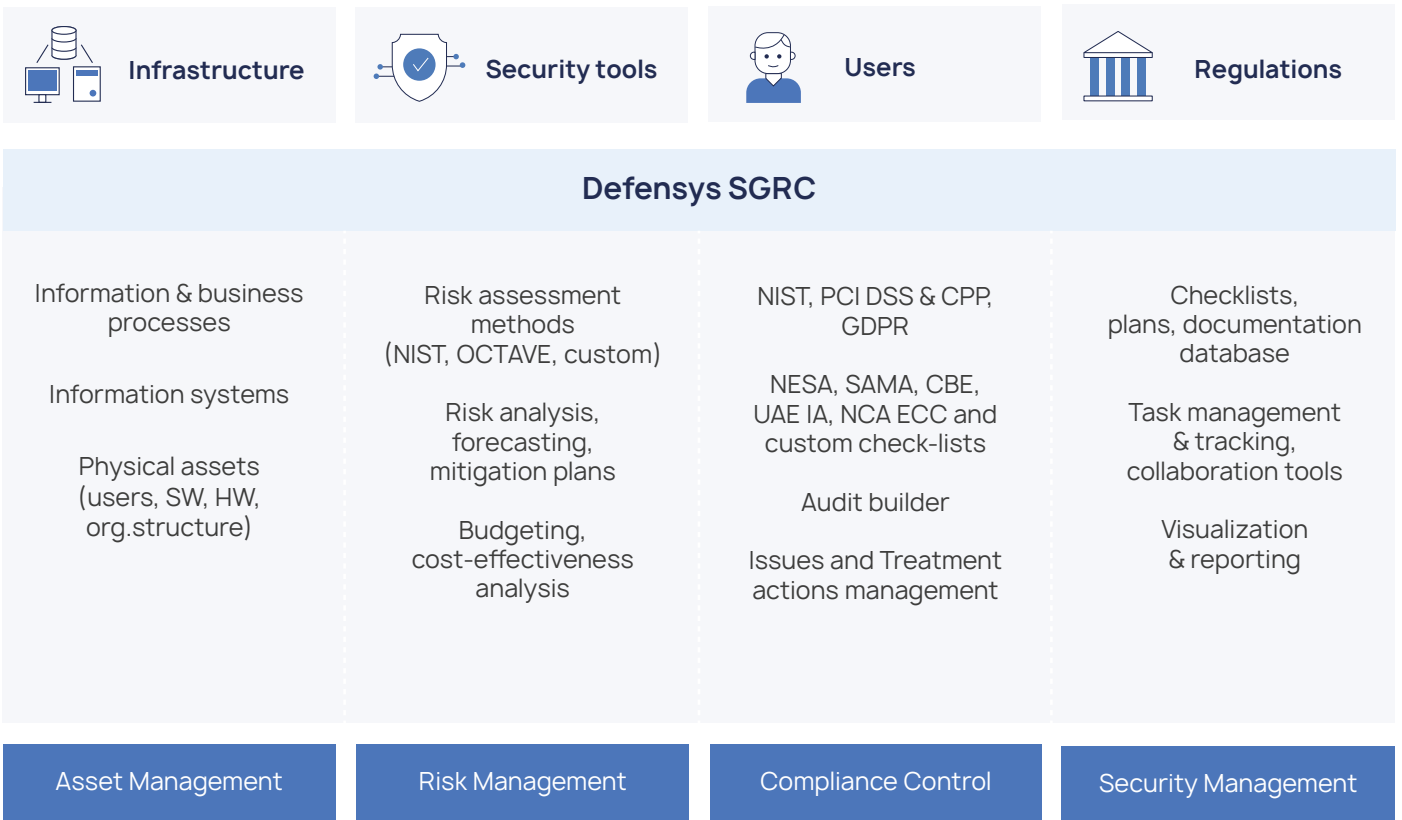 Infrastructure
Security tools
Users
Regulations
Defensys SGRC
Information & business
processes
Information systems
Physical assets
(users, SW, HW,
org.structure)
Risk assessment
methods
(NIST, OCTAVE, custom)
Risk analysis,
forecasting,
mitigation plans
Budgeting,
cost-effectiveness
analysis
NIST, PCI DSS & CPP,
GDPR
NESA, SAMA, CBE,
UAE IA, NCA ECC and
custom check-lists
Audit builder
Issues and Treatment
actions management
Checklists,
plans, documentation
database
Task management
& tracking,
collaboration tools
Visualization
& reporting
Asset Management
Risk Management
Compliance Control
Security Management